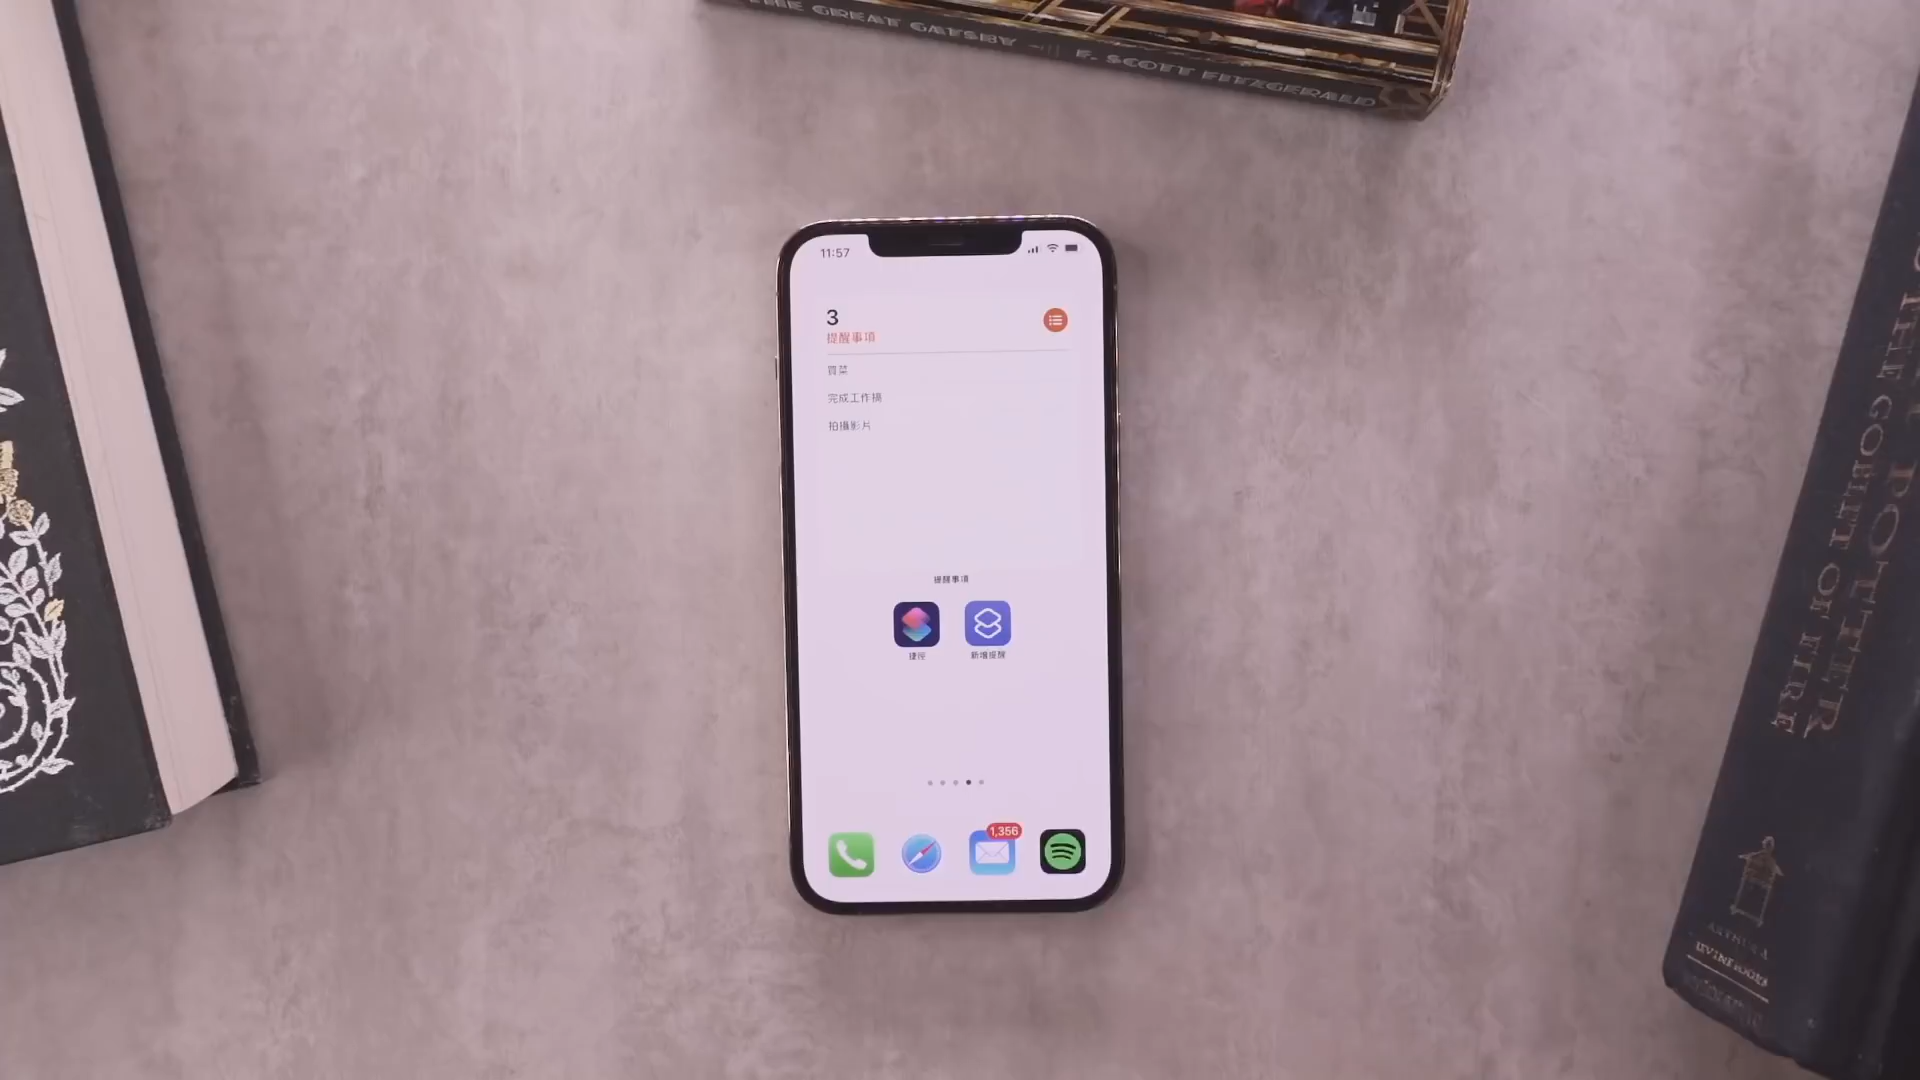 THE GREAT GATSBY
F. SCOTT FITZGERALD
11:57
3
提醒事項
買菜
完成工作摘
拍攝影片
提醒事項
捷徑
新增提醒
1,356
POTTER
THE GOBLET OF FIRE